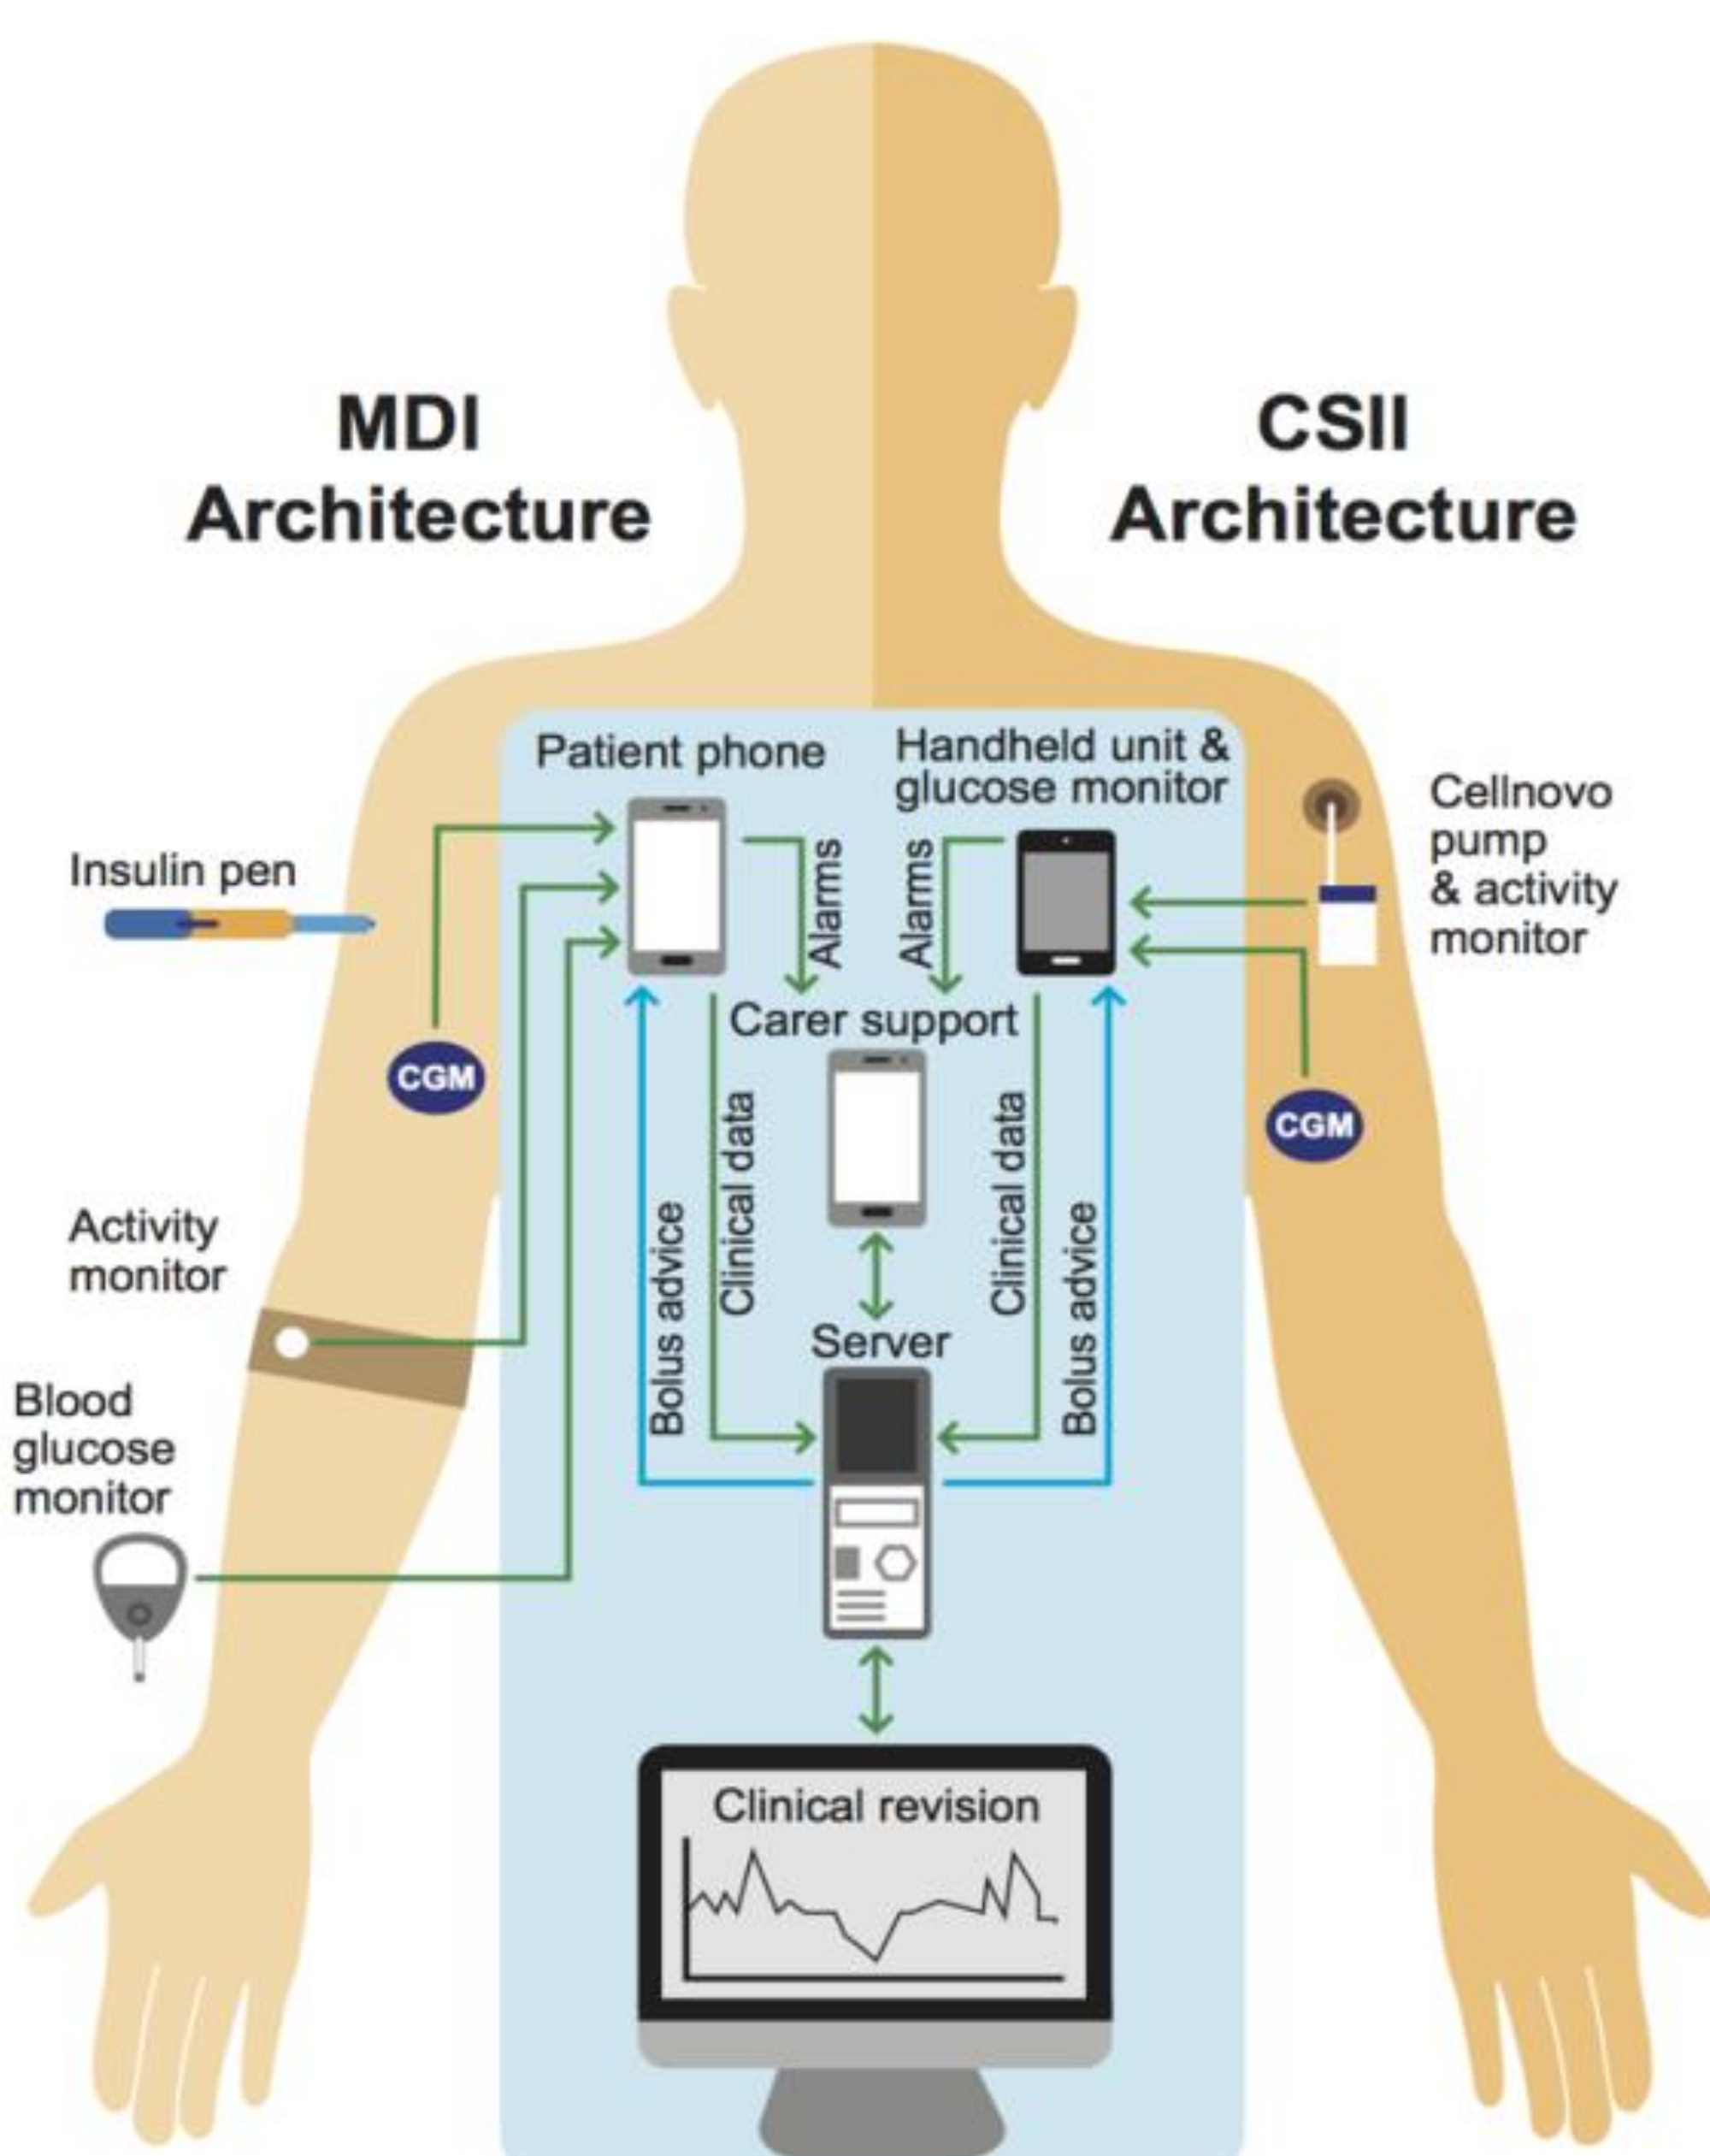 MDI
Architecture
CSII
Architecture
Patient phone
Handheld unit &
glucose monitor
Insulin pen
Cellnovo
pump
& activity
monitor
Alarms
Alarms
Carer support
CGM
CGM
Clinical data
Clinical data
Bolus advice
Bolus advice
Activity
monitor
Server
Blood
glucose
monitor
Clinical revision